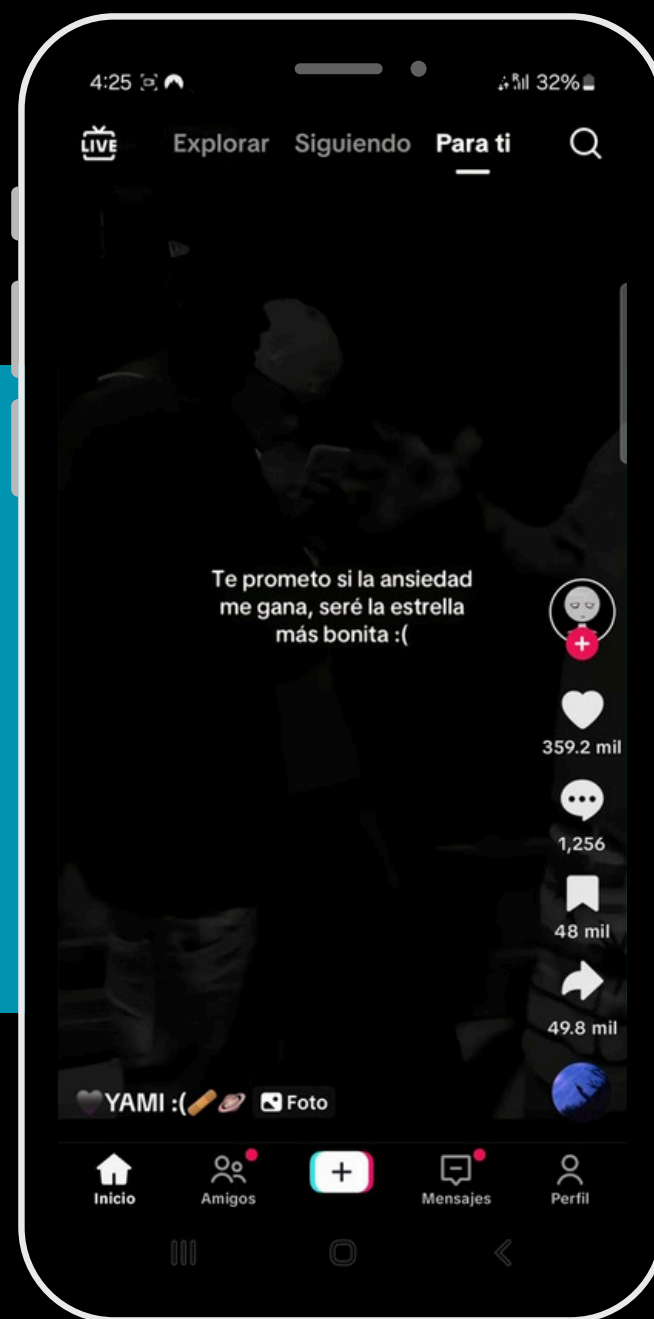 4:25 32%
LIVE Explorar Siguiendo Para ti
Te prometo si la ansiedad
me gana, seré la estrella
más bonita :(
359.2 mil
1,256
48 mil
49.8 mil
🖤YAMI :(🩹🪐 Foto
Inicio Amigos Mensajes Perfil